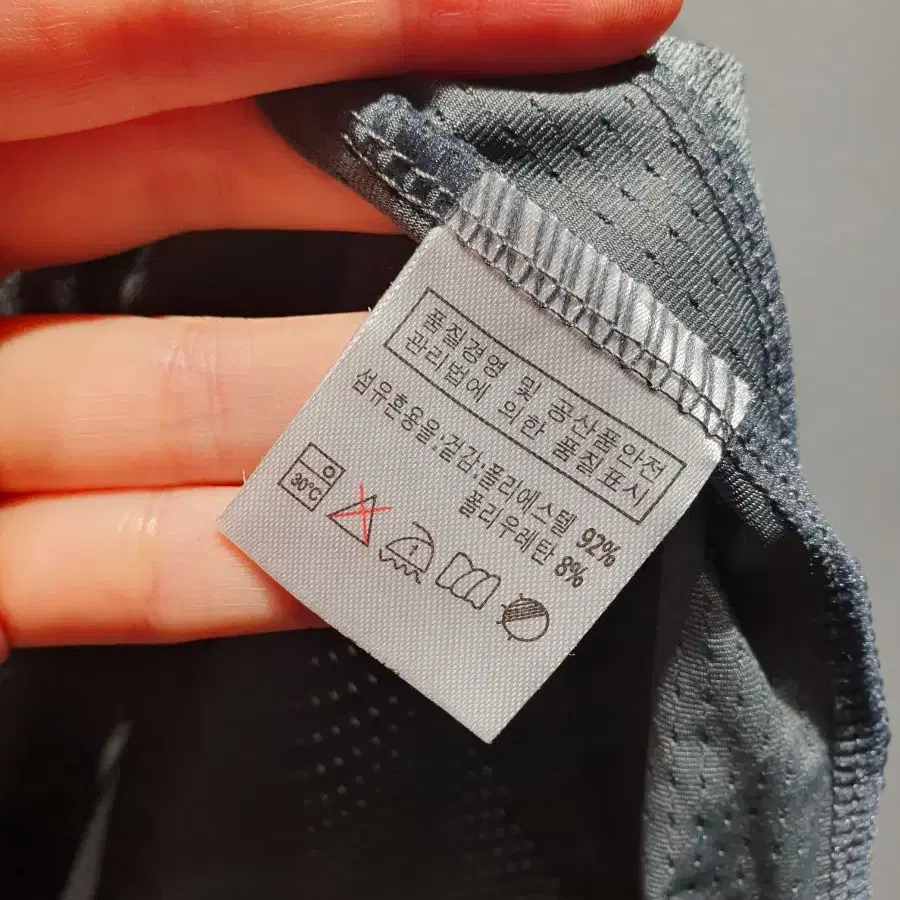 품질경영 및 공산품안전
관리법에 의한 품질표시
섬유혼용율:겉감:폴리에스텔 92%
폴리우레탄 8%
30°C
1